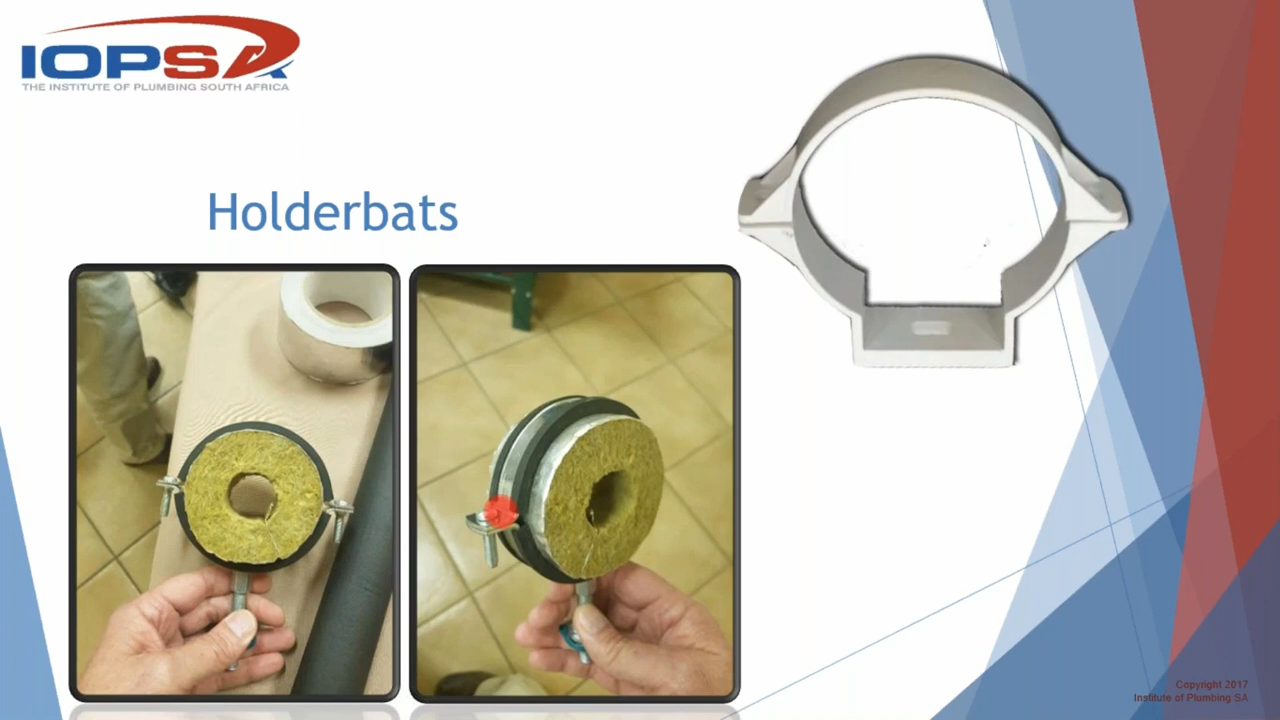 IOPSA
THE INSTITUTE OF PLUMBING SOUTH AFRICA
Holderbats
Copyright 2017
Institute of Plumbing SA